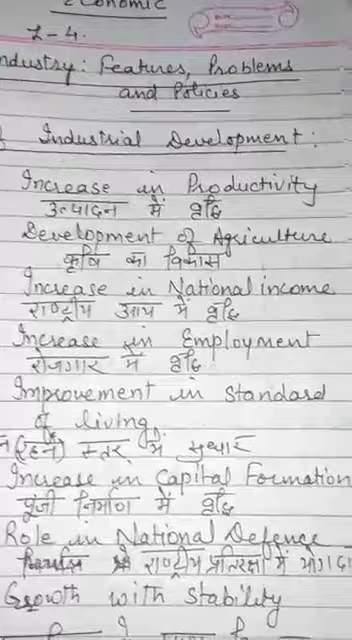 Economic
L-4.
ndustry: Features, Problems
and Policies
Industrial Development:
Increase in Productivity
उत्पादन में वृद्धि
Development of Agriculture
कृषि का विकास
Increase in National income
राष्ट्रीय आय में वृद्धि
Increase in Employment
रोजगार में वृद्धि
Improvement in Standard
of living
(रहन) स्तर में सुधार
Increase in Capital Formation
पूंजी निर्माण में वृद्धि
Role in National Defence
राष्ट्रीय प्रतिरक्षा में योगदा
Growth with Stability